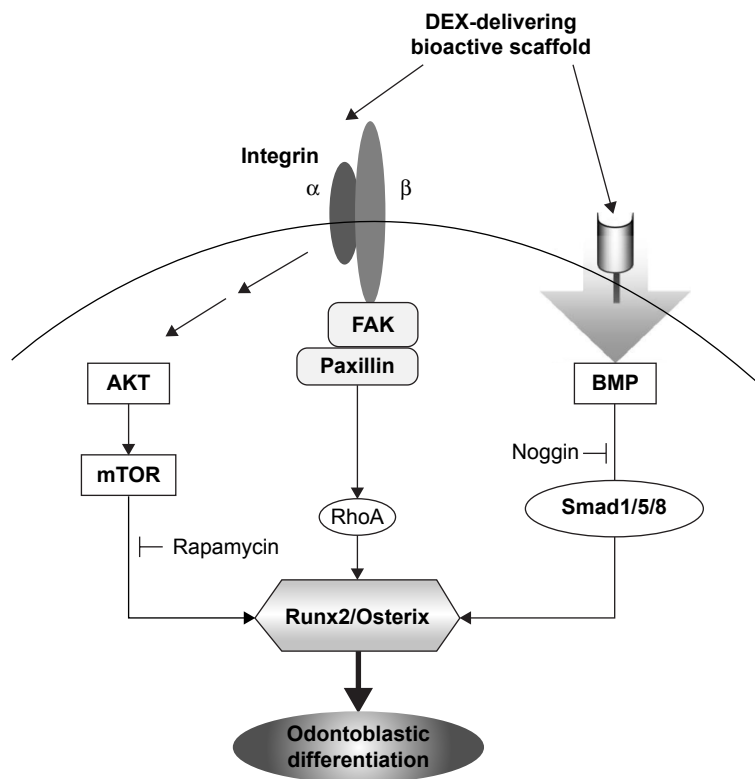 DEX-delivering
bioactive scaffold
Integrin
α
β
FAK
Paxillin
AKT
BMP
mTOR
Noggin
Smad1/5/8
RhoA
Rapamycin
Runx2/Osterix
Odontoblastic
differentiation